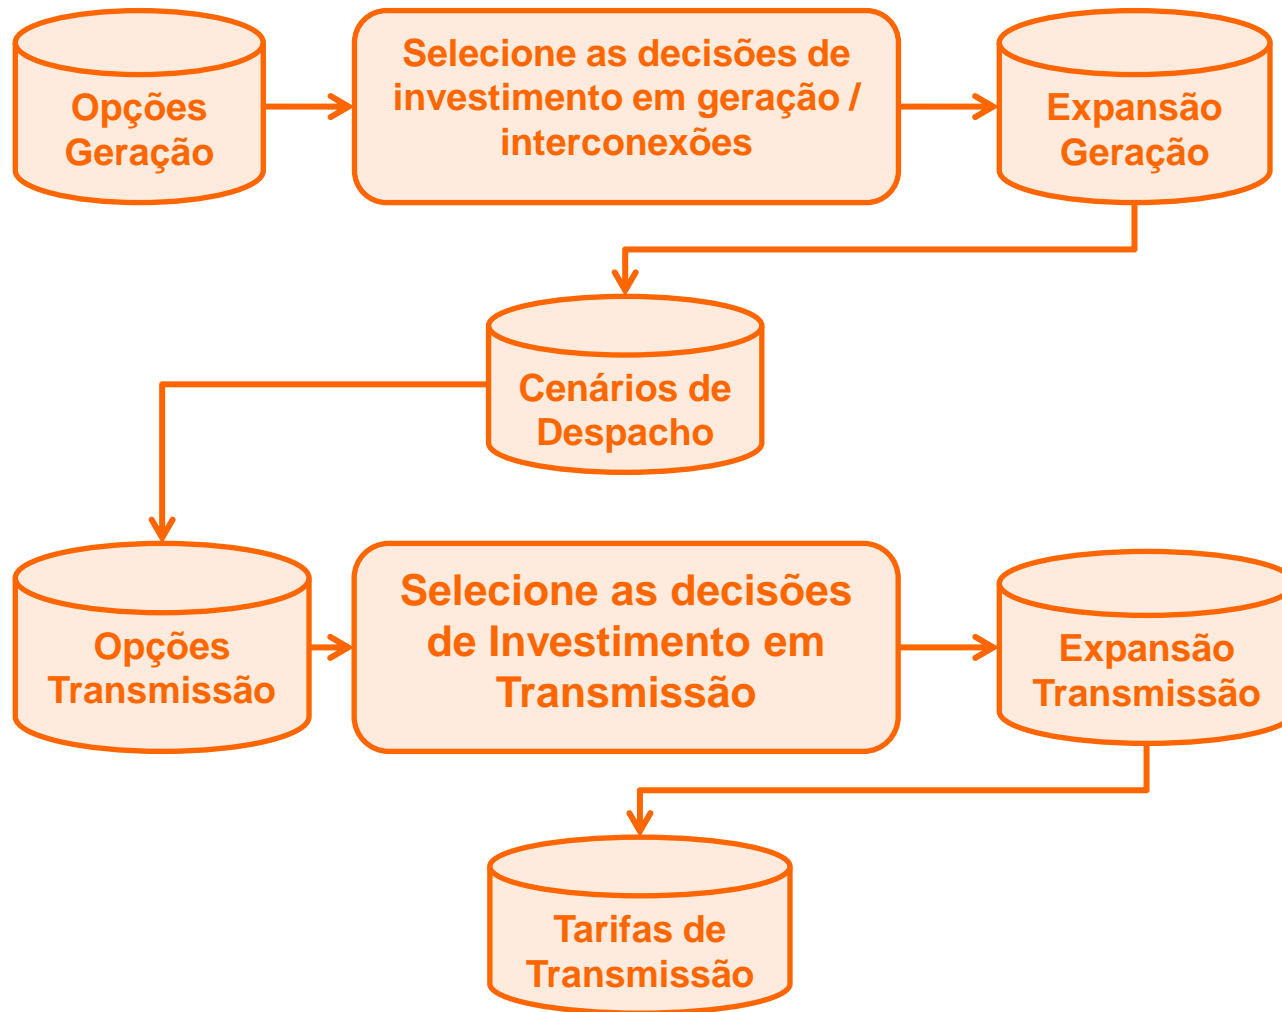 Opções
Geração
Selecione as decisões de
investimento em geração /
interconexões
Expansão
Geração
Cenários de
Despacho
Opções
Transmissão
Selecione as decisões
de Investimento em
Transmissão
Expansão
Transmissão
Tarifas de
Transmissão